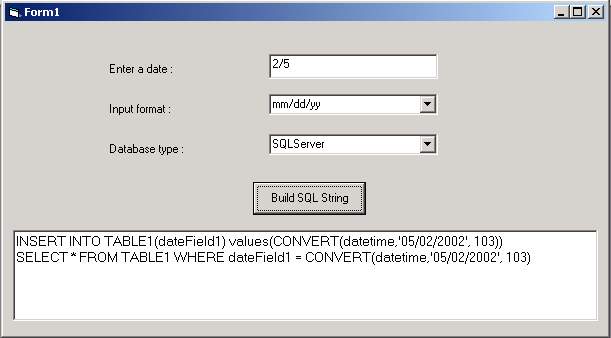 Form1
Enter a date :
2/5
Input format :
mm/dd/yy
Database type :
SQLServer
Build SQL String
INSERT INTO TABLE1(dateField1) values(CONVERT(datetime,'05/02/2002', 103))
SELECT * FROM TABLE1 WHERE dateField1 = CONVERT(datetime,'05/02/2002', 103)